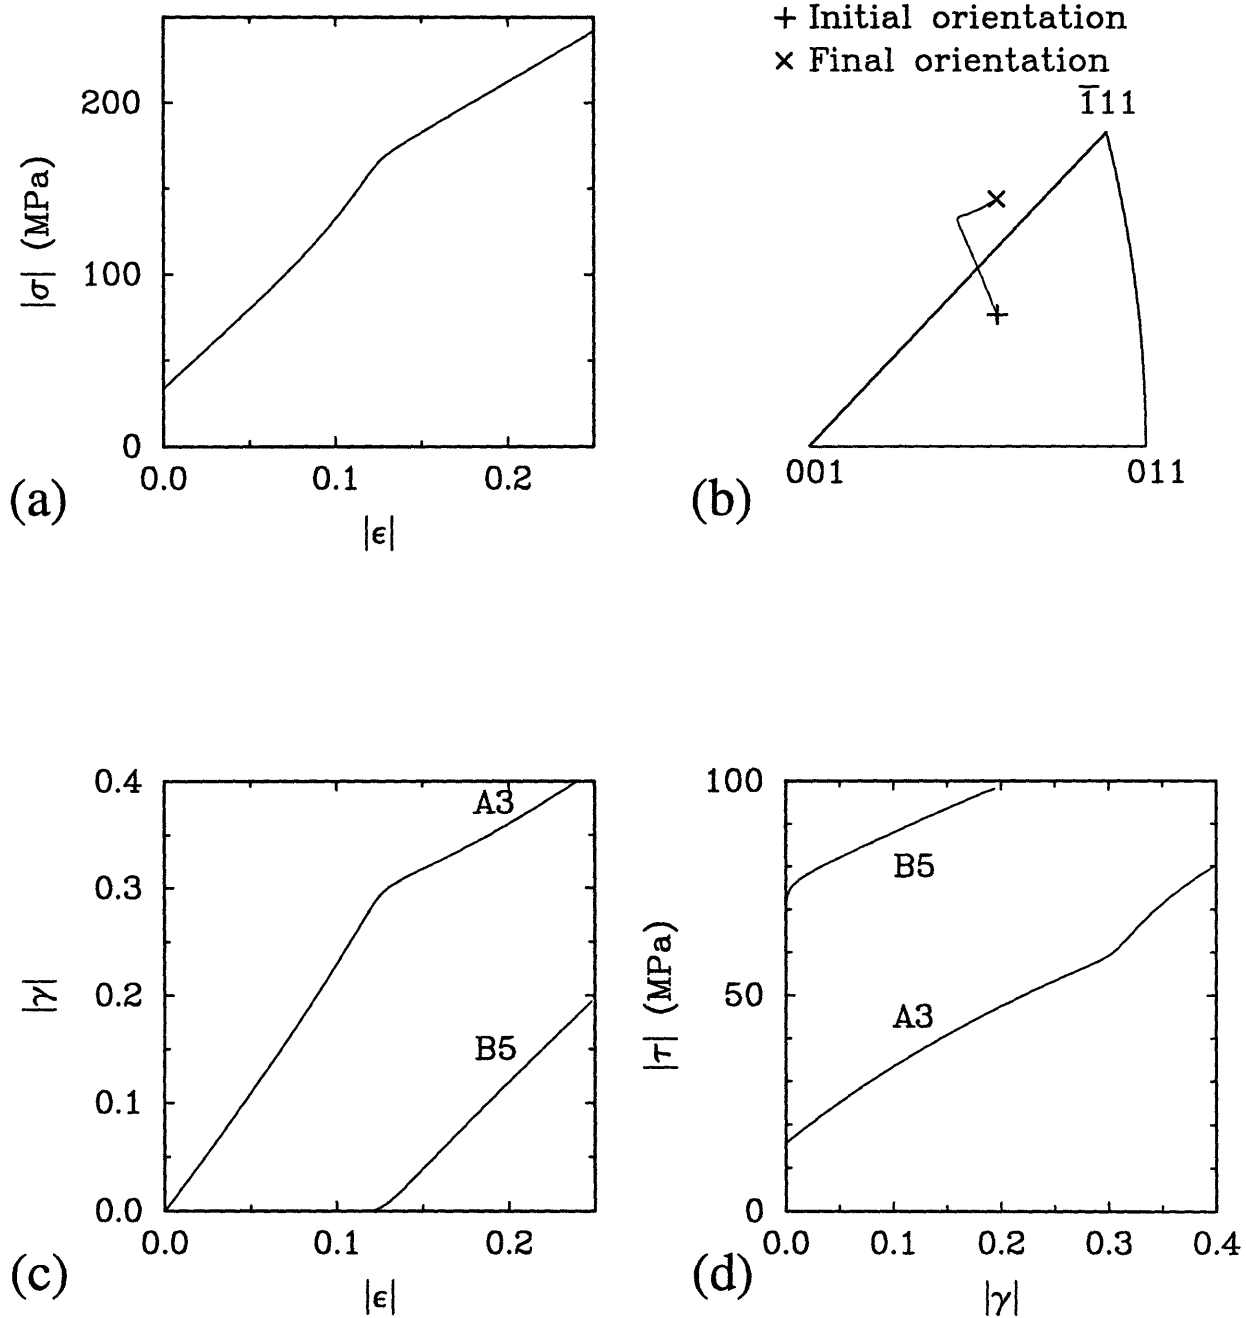 + Initial orientation
× Final orientation
200
100
0
0.0 0.1 0.2
|σ| (MPa)
|ϵ|
(a)
1̅11
001 011
(b)
0.4
0.3
0.2
0.1
0.0
0.0 0.1 0.2
A3
B5
|γ|
|ϵ|
(c)
100
50
0
0.0 0.1 0.2 0.3 0.4
B5
A3
|τ| (MPa)
|γ|
(d)